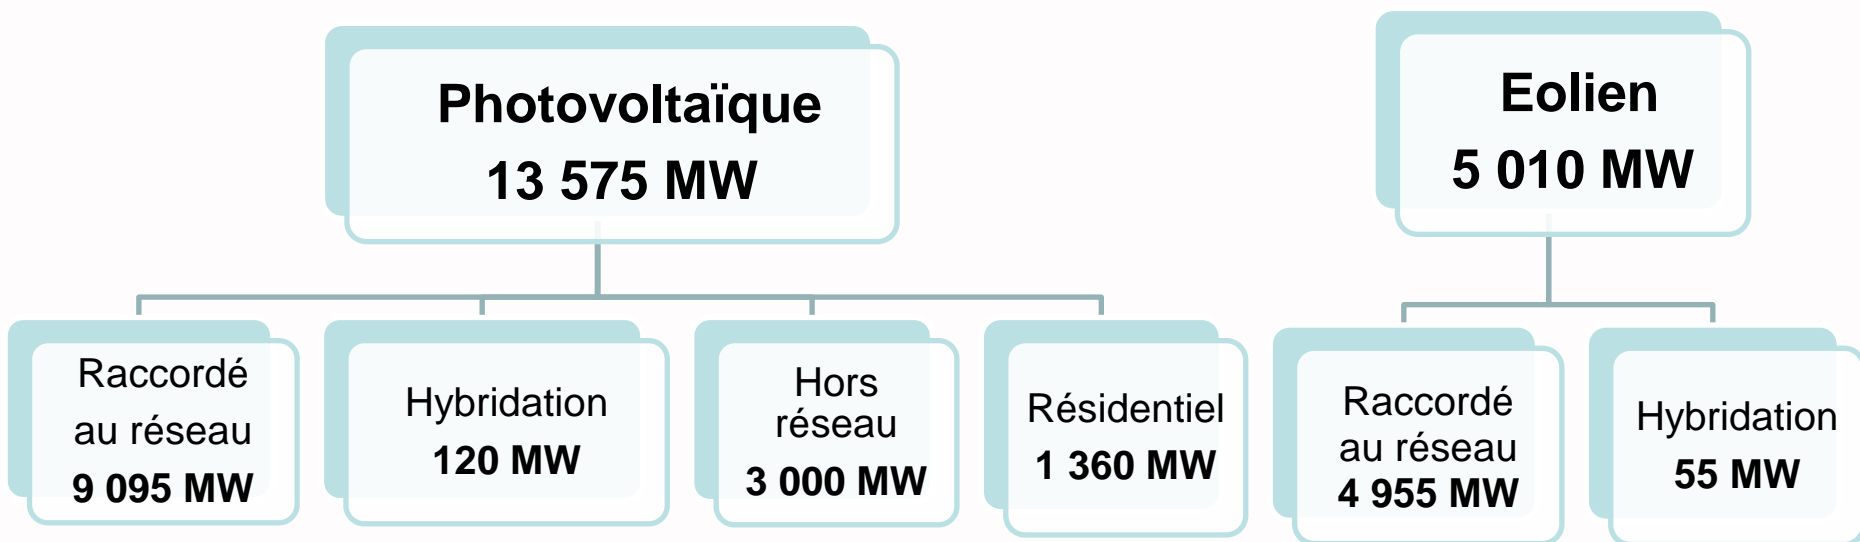 Photovoltaïque
13 575 MW
Raccordé
au réseau
9 095 MW
Hybridation
120 MW
Hors
réseau
3 000 MW
Résidentiel
1 360 MW
Eolien
5 010 MW
Raccordé
au réseau
4 955 MW
Hybridation
55 MW